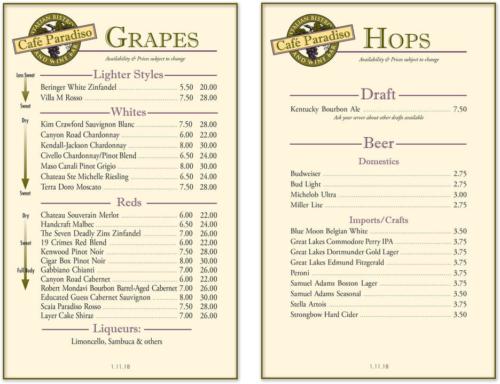 ITALIAN BISTRO
Café Paradiso
AND WINE BAR
GRAPES
Availability & Prices subject to change
Less Sweet
Lighter Styles
Beringer White Zinfandel 5.50 20.00
Villa M Rosso 7.50 28.00
Sweet
Whites
Dry
Kim Crawford Sauvignon Blanc 7.50 28.00
Canyon Road Chardonnay 6.00 22.00
Kendall-Jackson Chardonnay 8.00 30.00
Civello Chardonnay/Pinot Blend 6.50 24.00
Maso Canali Pinot Grigio 8.00 30.00
Chateau Ste Michelle Riesling 6.50 24.00
Terra Doro Moscato 7.50 28.00
Sweet
Reds
Dry
Chateau Souverain Merlot 6.00 22.00
Handcraft Malbec 6.50 24.00
The Seven Deadly Zins Zinfandel 7.00 26.00
Sweet
19 Crimes Red Blend 6.00 22.00
Kenwood Pinot Noir 7.50 28.00
Cigar Box Pinot Noir 8.00 30.00
Full Body
Gabbiano Chianti 7.00 26.00
Canyon Road Cabernet 6.00 22.00
Robert Mondavi Bourbon Barrel-Aged Cabernet 7.00 26.00
Educated Guess Cabernet Sauvignon 8.00 30.00
Scaia Paradiso Rosso 7.50 28.00
Layer Cake Shiraz 7.00 26.00
Liqueurs:
Limoncello, Sambuca & others
1.11.18
ITALIAN BISTRO
Café Paradiso
AND WINE BAR
HOPS
Availability & Prices subject to change
Draft
Kentucky Bourbon Ale 7.50
Ask your server about other drafts available
Beer
Domestics
Budweiser 2.75
Bud Light 2.75
Michelob Ultra 3.00
Miller Lite 2.75
Imports/Crafts
Blue Moon Belgian White 3.50
Great Lakes Commodore Perry IPA 3.75
Great Lakes Dortmunder Gold Lager 3.75
Great Lakes Edmund Fitzgerald 3.75
Peroni 3.75
Samuel Adams Boston Lager 3.75
Samuel Adams Seasonal 3.50
Stella Artois 3.75
Strongbow Hard Cider 3.50
1.11.18